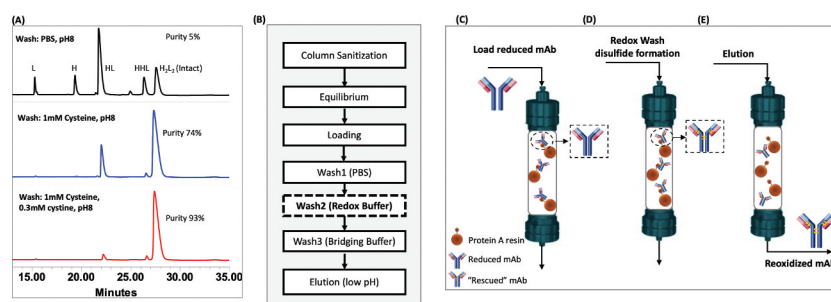 (A)
Wash: PBS, pH8
Purity 5%
L
H
HL
HHL
H2L2 (Intact)
Wash: 1mM Cysteine, pH8
Purity 74%
Wash: 1mM Cysteine,
0.3mM cystine, pH8
Purity 93%
15.00 20.00 25.00 30.00 35.00
Minutes
(B)
Column Sanitization
Equilibrium
Loading
Wash1 (PBS)
Wash2 (Redox Buffer)
Wash3 (Bridging Buffer)
Elution (low pH)
(C)
Load reduced mAb
Protein A resin
Reduced mAb
“Rescued” mAb
(D)
Redox Wash
disulfide formation
(E)
Elution
Reoxidized mAb